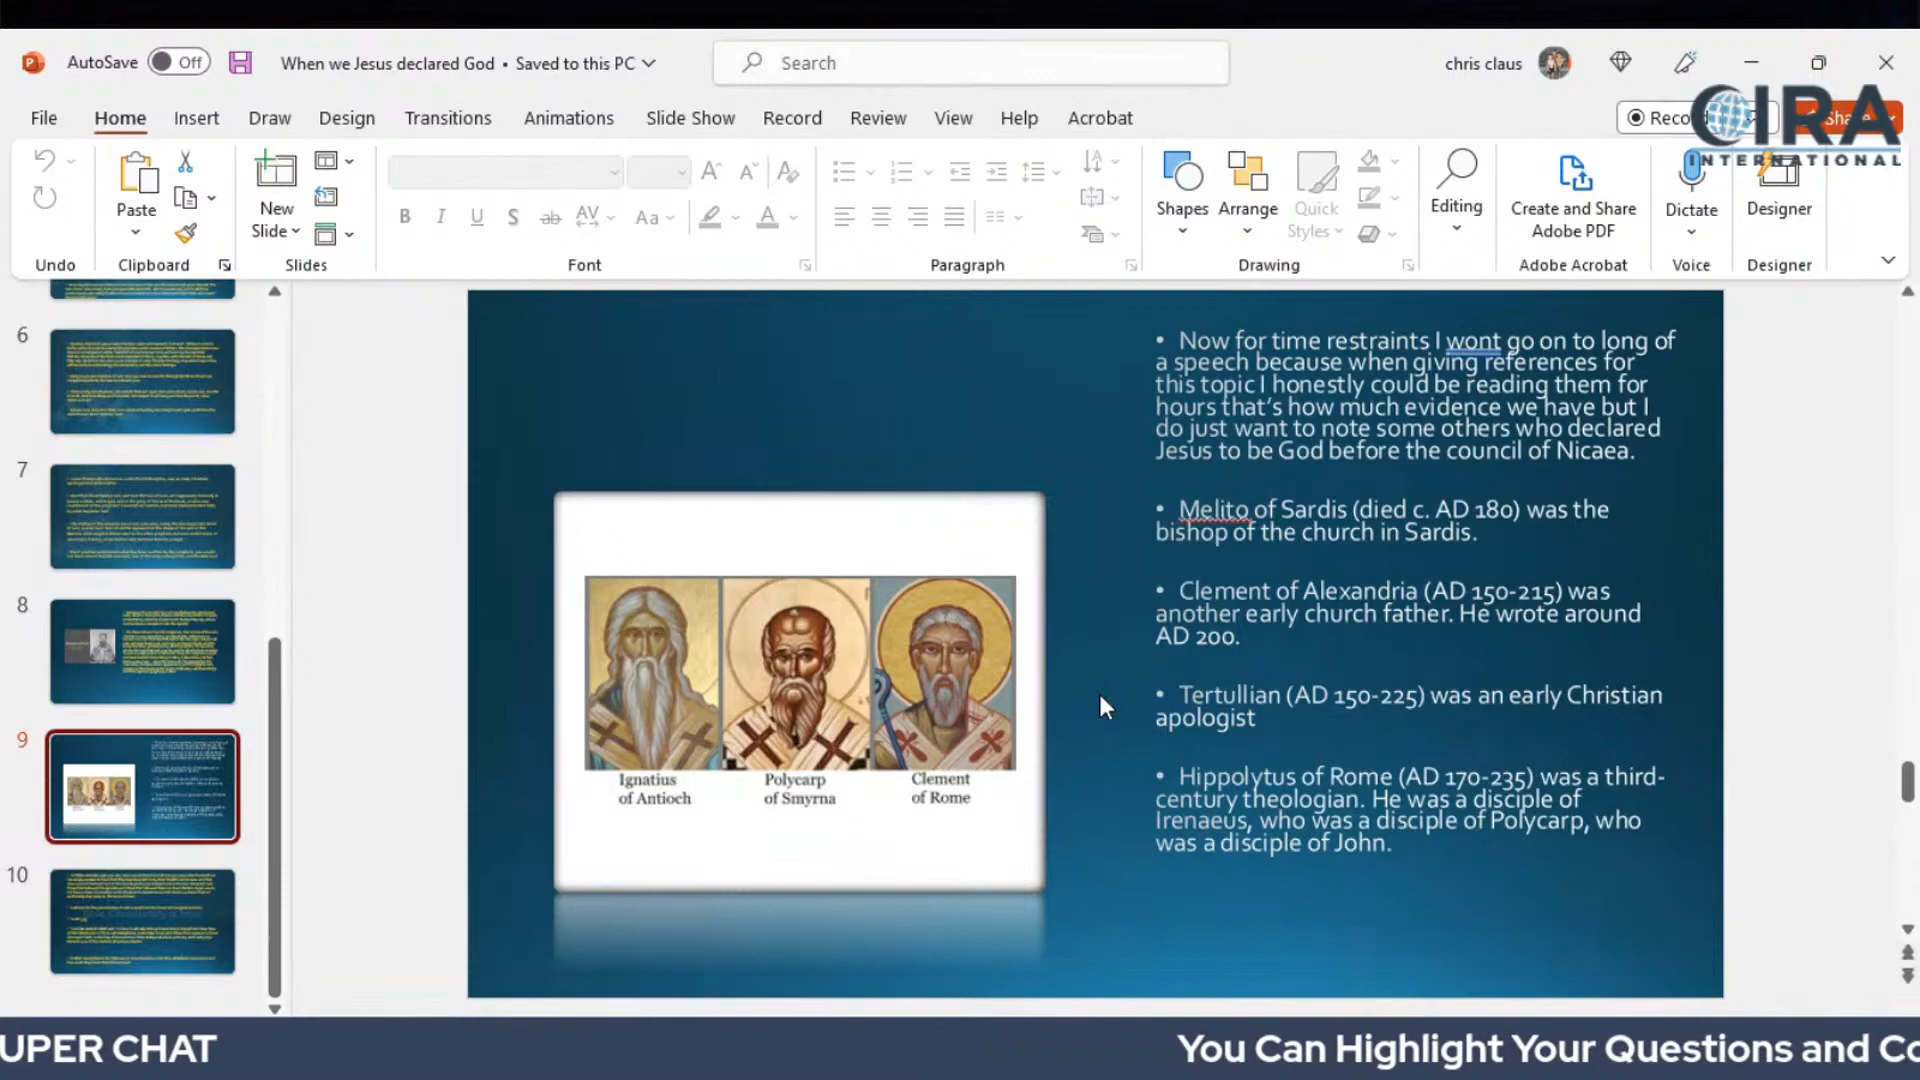 AutoSave Off When we Jesus declared God • Saved to this PC Search chris claus
File Home Insert Draw Design Transitions Animations Slide Show Record Review View Help Acrobat
CIRA
INTERNATIONAL
Paste
New
Slide
Shapes Arrange Quick
Styles
Editing
Create and Share
Adobe PDF
Dictate
Designer
Undo Clipboard Slides Font Paragraph Drawing Adobe Acrobat Voice Designer
6
7
8
9
10
• Now for time restraints I wont go on to long of
a speech because when giving references for
this topic I honestly could be reading them for
hours that's how much evidence we have but I
do just want to note some others who declared
Jesus to be God before the council of Nicaea.
• Melito of Sardis (died c. AD 180) was the
bishop of the church in Sardis.
• Clement of Alexandria (AD 150-215) was
another early church father. He wrote around
AD 200.
• Tertullian (AD 150-225) was an early Christian
apologist
• Hippolytus of Rome (AD 170-235) was a third-
century theologian. He was a disciple of
Irenaeus, who was a disciple of Polycarp, who
was a disciple of John.
Ignatius
of Antioch
Polycarp
of Smyrna
Clement
of Rome
UPER CHAT You Can Highlight Your Questions and Co